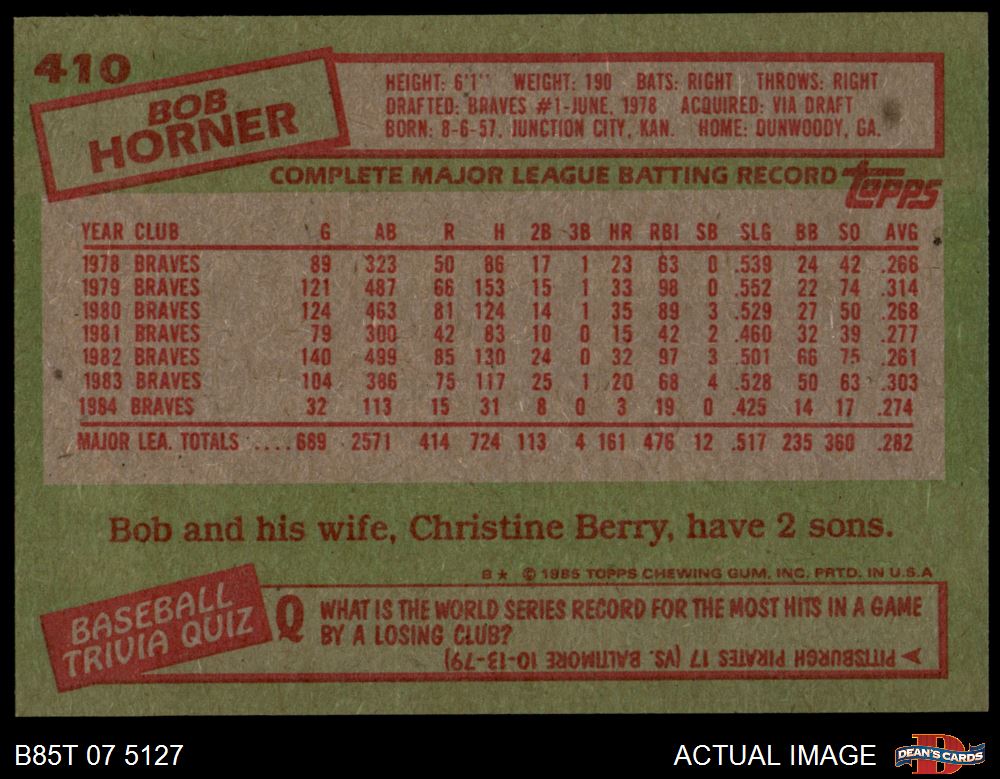 410
BOB
HORNER
HEIGHT: 6'1" WEIGHT: 190 BATS: RIGHT THROWS: RIGHT
DRAFTED: BRAVES #1-JUNE, 1978 ACQUIRED: VIA DRAFT
BORN: 8-6-57, JUNCTION CITY, KAN. HOME: DUNWOODY, GA.
COMPLETE MAJOR LEAGUE BATTING RECORD topps
YEAR CLUB G AB R H 2B 3B HR RBI SB SLG BB SO AVG
1978 BRAVES 89 323 50 86 17 1 23 63 0 .539 24 42 .266
1979 BRAVES 121 487 66 153 15 1 33 98 0 .552 22 74 .314
1980 BRAVES 124 463 81 124 14 1 35 89 3 .529 27 50 .268
1981 BRAVES 79 300 42 83 10 0 15 42 2 .460 32 39 .277
1982 BRAVES 140 499 85 130 24 0 32 97 3 .501 66 75 .261
1983 BRAVES 104 386 75 117 25 1 20 68 4 .528 50 63 .303
1984 BRAVES 32 113 15 31 8 0 3 19 0 .425 14 17 .274
MAJOR LEA. TOTALS ....689 2571 414 724 113 4 161 476 12 .517 235 360 .282
Bob and his wife, Christine Berry, have 2 sons.
B★ © 1985 TOPPS CHEWING GUM, INC. PRTD. IN U.S.A
BASEBALL
TRIVIA QUIZ
Q WHAT IS THE WORLD SERIES RECORD FOR THE MOST HITS IN A GAME
BY A LOSING CLUB?
PITTSBURGH PIRATES 17 (VS. BALTIMORE 10-13-79)
B85T 07 5127
ACTUAL IMAGE
D
DEAN'S CARDS